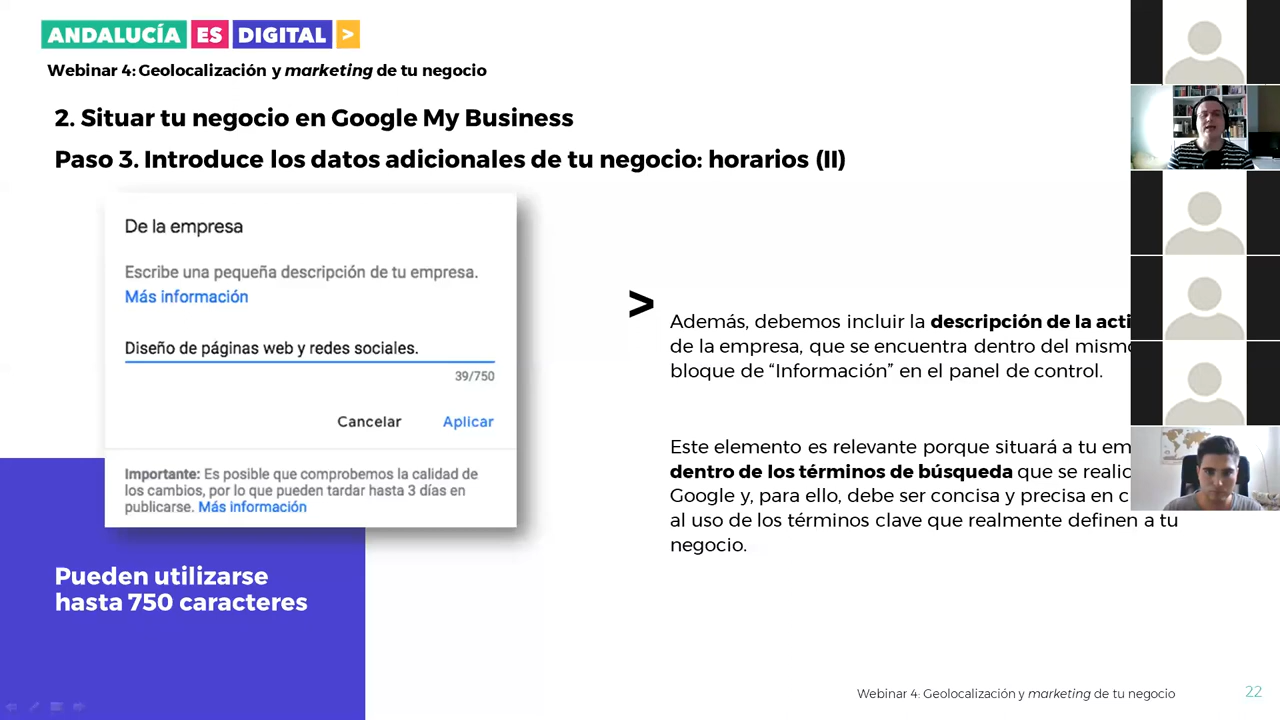 ANDALUCÍA ES DIGITAL >
Webinar 4: Geolocalización y marketing de tu negocio
2. Situar tu negocio en Google My Business
Paso 3. Introduce los datos adicionales de tu negocio: horarios (II)
De la empresa
Escribe una pequeña descripción de tu empresa.
Más información
Diseño de páginas web y redes sociales.
39/750
Cancelar Aplicar
Importante: Es posible que comprobemos la calidad de
los cambios, por lo que pueden tardar hasta 3 días en
publicarse. Más información
Pueden utilizarse
hasta 750 caracteres
>
Además, debemos incluir la descripción de la
de la empresa, que se encuentra dentro del mismo
bloque de “Información” en el panel de control.
Este elemento es relevante porque situará a tu
dentro de los términos de búsqueda que se
Google y, para ello, debe ser concisa y precisa en
al uso de los términos clave que realmente definen a tu
negocio.
Webinar 4: Geolocalización y marketing de tu negocio
22